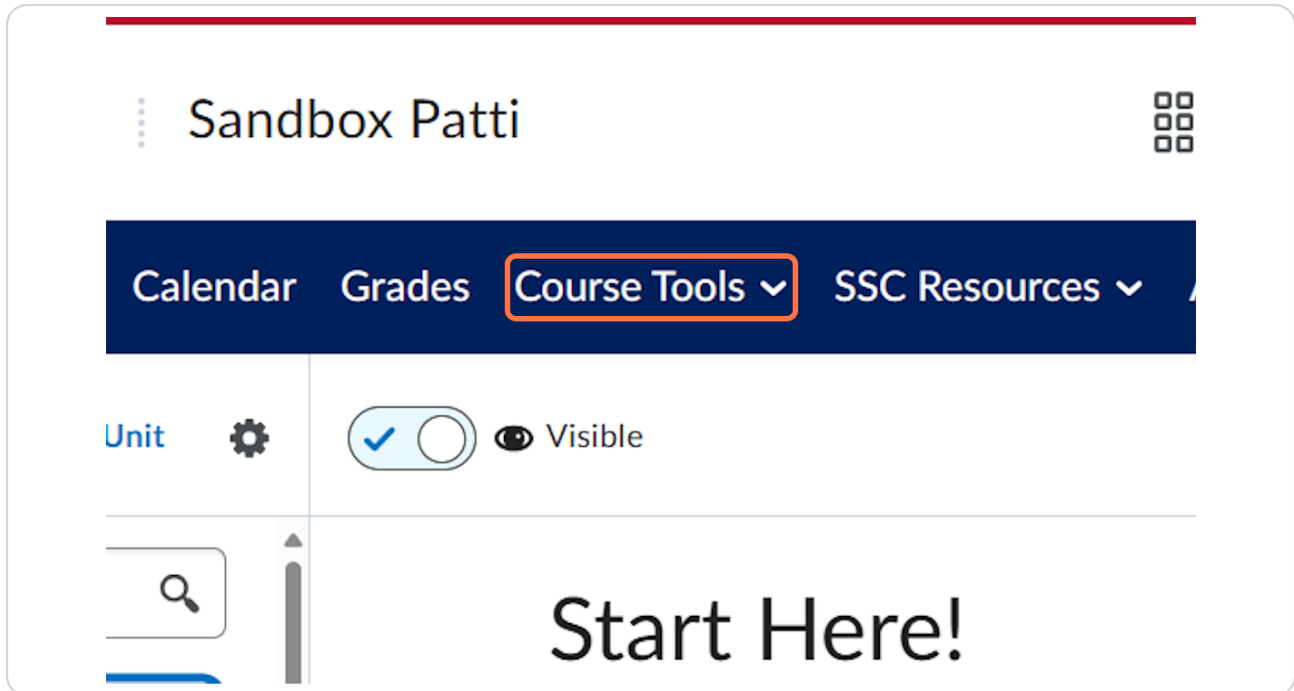 Sandbox Patti
Calendar Grades Course Tools SSC Resources
Unit Visible
Start Here!